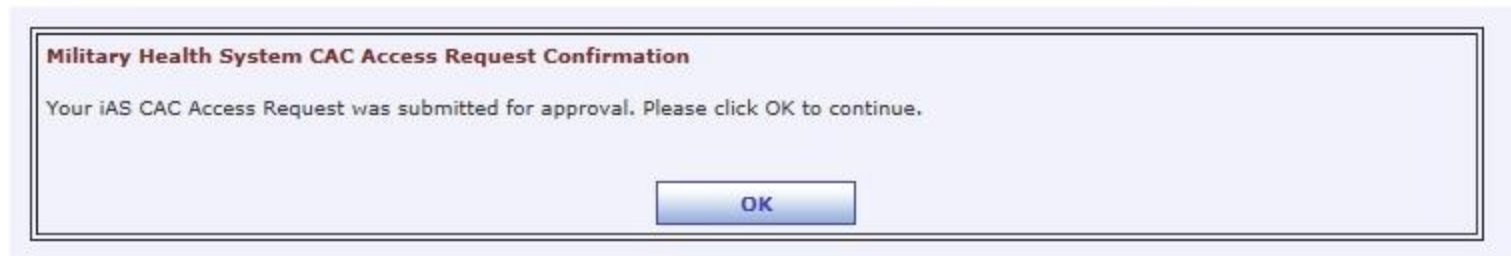 Military Health System CAC Access Request Confirmation
Your iAS CAC Access Request was submitted for approval. Please click OK to continue.
OK